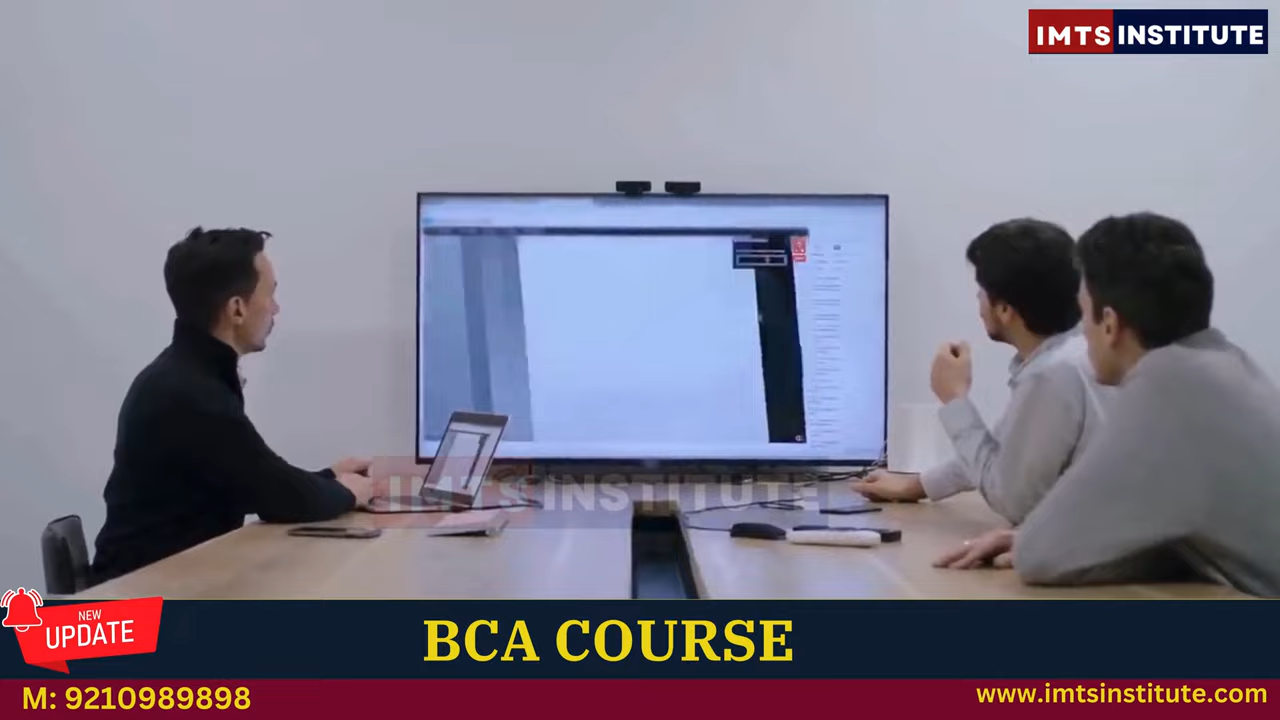 IMTS INSTITUTE
IMTS INSTITUTE
NEW
UPDATE
BCA COURSE
M: 9210989898
www.imtsinstitute.com